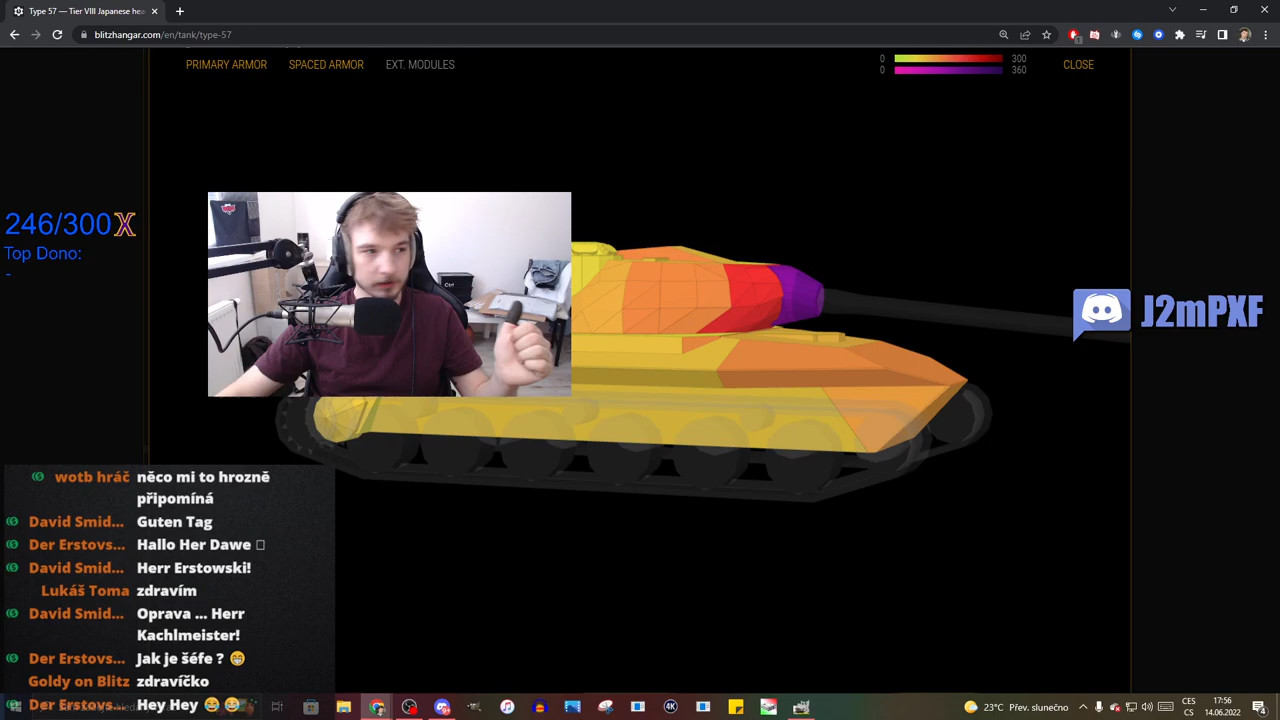 Type 57 — Tier VIII Japanese hea
blitzhangar.com/en/tank/type-57
PRIMARY ARMOR
SPACED ARMOR
EXT. MODULES
0
300
0
360
CLOSE
246/300X
Top Dono:
-
J2mPXF
Ctrl
wotb hráč něco mi to hrozně
připomíná
David Smid... Guten Tag
Der Erstovs... Hallo Her Dawe
David Smid... Herr Erstowski!
Lukáš Toma zdravím
David Smid... Oprava ... Herr
Kachlmeister!
Der Erstovs... Jak je šéfe ? 😁
Goldy on Blitz zdravíčko
Der Erstovs... Hey Hey 😂😂
23°C Přev. slunečno
CES
CS
17:56
14.06.2022